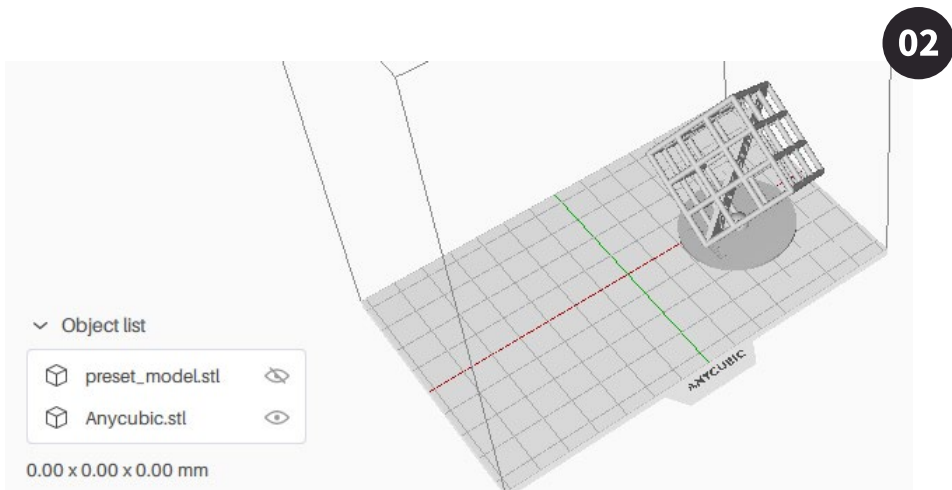 02
ANYCUBIC
Object list
preset_model.stl
Anycubic.stl
0.00 x 0.00 x 0.00 mm